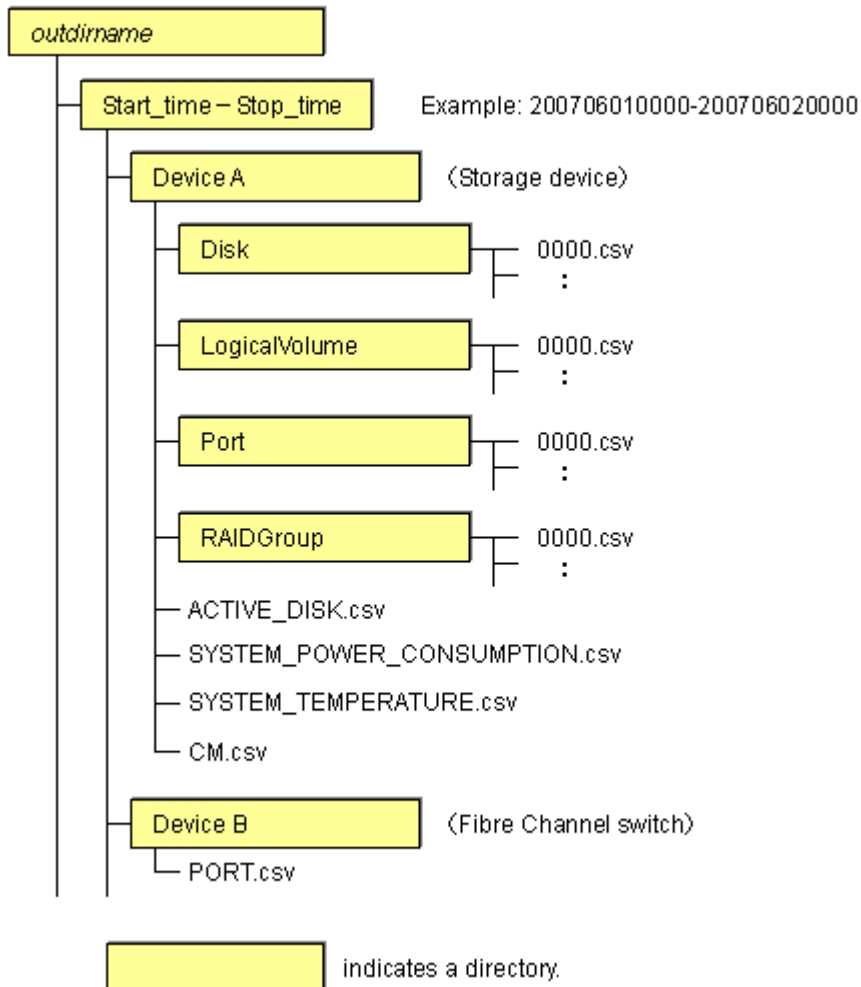 outdirname
Start_time – Stop_time Example: 200706010000-200706020000
Device A (Storage device)
Disk 0000.csv
:
LogicalVolume 0000.csv
:
Port 0000.csv
:
RAIDGroup 0000.csv
:
ACTIVE_DISK.csv
SYSTEM_POWER_CONSUMPTION.csv
SYSTEM_TEMPERATURE.csv
CM.csv
Device B (Fibre Channel switch)
PORT.csv
indicates a directory.